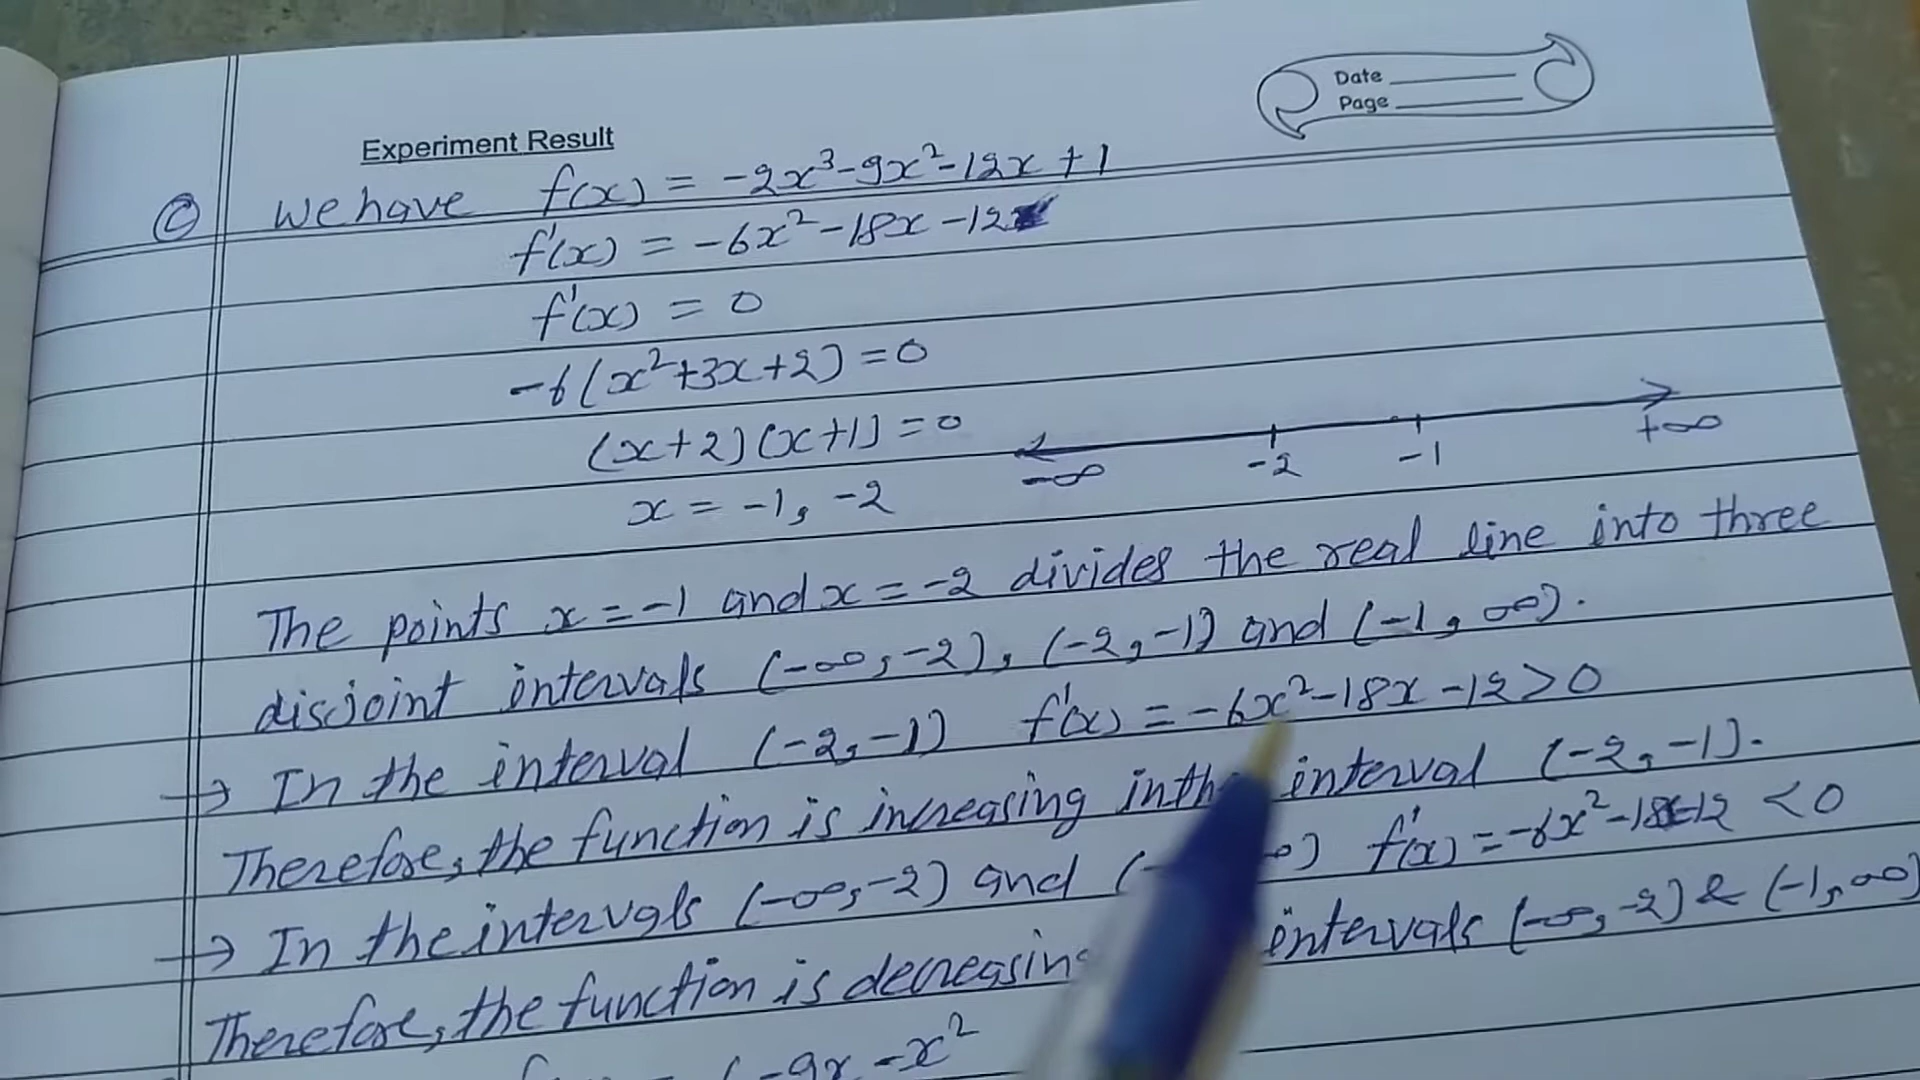 Date
Page
Experiment Result
(C) We have f(x) = -2x³-9x²-12x+1
f'(x) = -6x²-18x-12
f'(x) = 0
-6(x²+3x+2)=0
(x+2)(x+1)=0
x = -1, -2
-∞ -2 -1 +∞
The points x=-1 and x=-2 divides the real line into three
disjoint intervals (-∞,-2), (-2,-1) and (-1,∞).
→ In the interval (-2,-1) f'(x) = -6x²-18x-12>0
Therefore, the function is increasing in the interval (-2,-1).
→ In the intervals (-∞,-2) and f'(x) = -6x²-18x-12 <0
Therefore, the function is decreasing intervals (-∞,-2) & (-1,∞)
-9x-x²